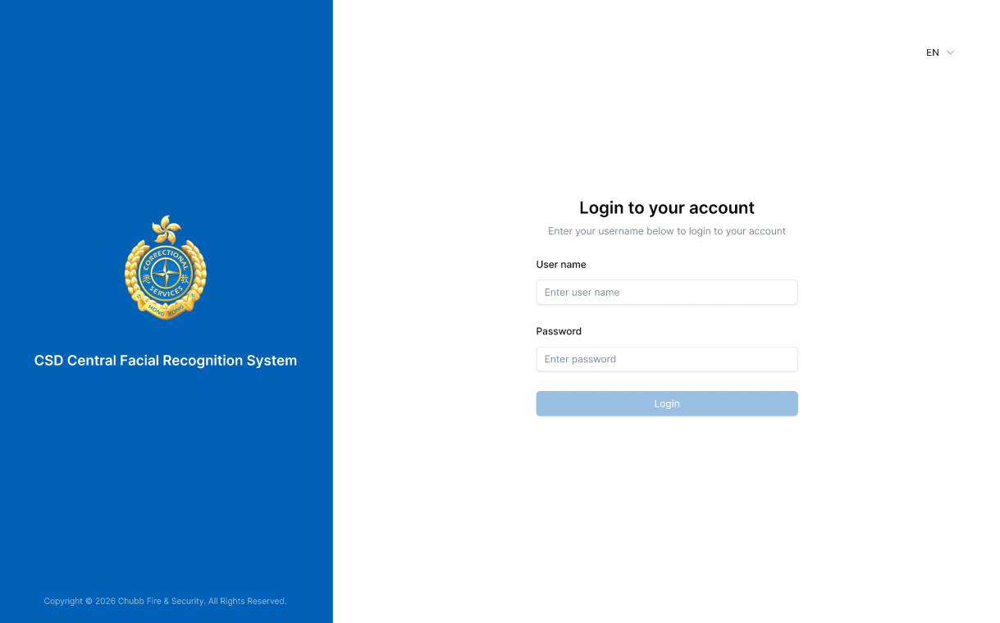 EN
CORRECTIONAL
懲 教
SERVICES
HONG KONG
CSD Central Facial Recognition System
Copyright © 2026 Chubb Fire & Security. All Rights Reserved.
Login to your account
Enter your username below to login to your account
User name
Enter user name
Password
Enter password
Login